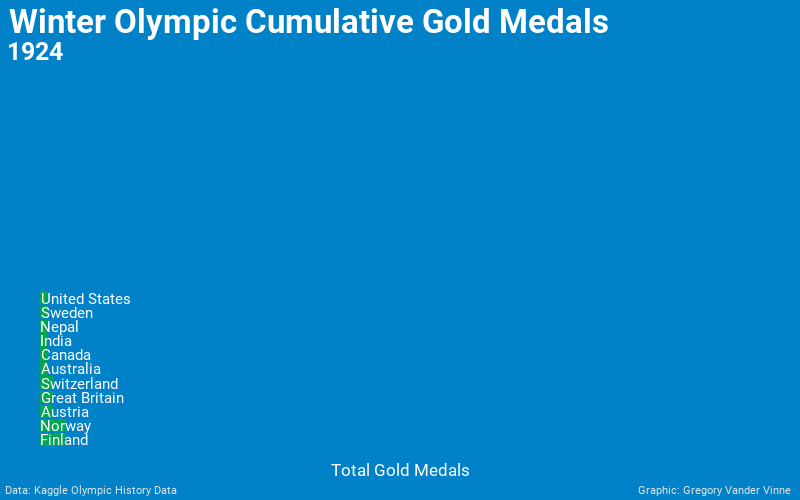 Winter Olympic Cumulative Gold Medals
1924
United States
Sweden
Nepal
India
Canada
Australia
Switzerland
Great Britain
Austria
Norway
Finland
Total Gold Medals
Data: Kaggle Olympic History Data
Graphic: Gregory Vander Vinne